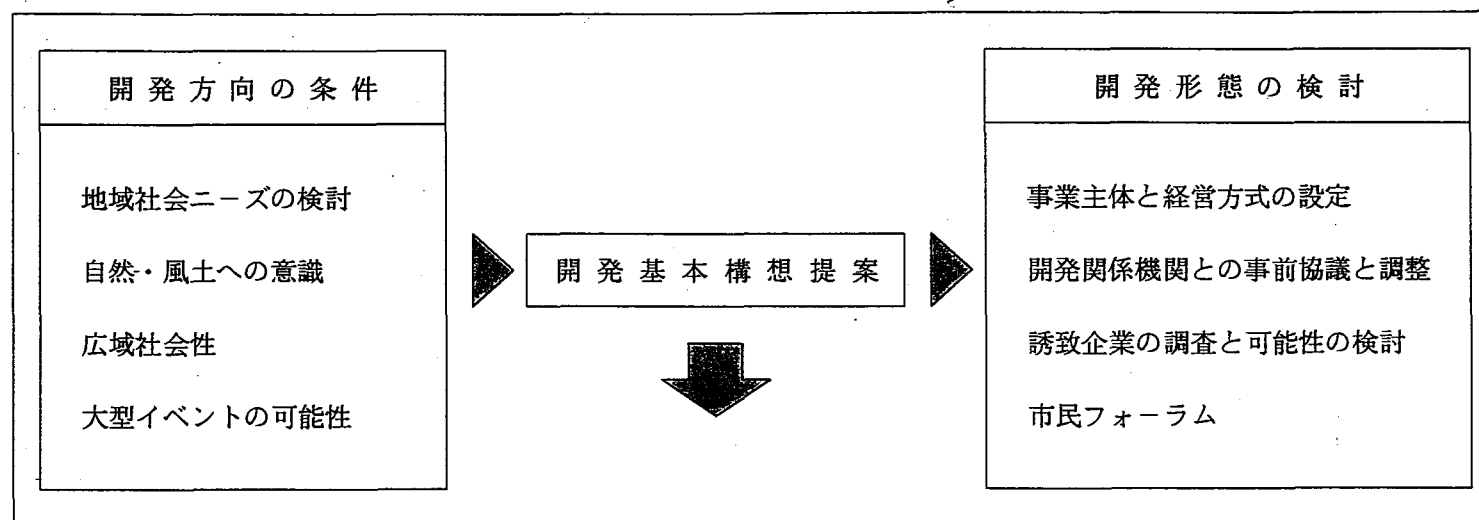 開発方向の条件
地域社会ニーズの検討
自然・風土への意識
広域社会性
大型イベントの可能性
開発基本構想提案
開発形態の検討
事業主体と経営方式の設定
開発関係機関との事前協議と調整
誘致企業の調査と可能性の検討
市民フォーラム